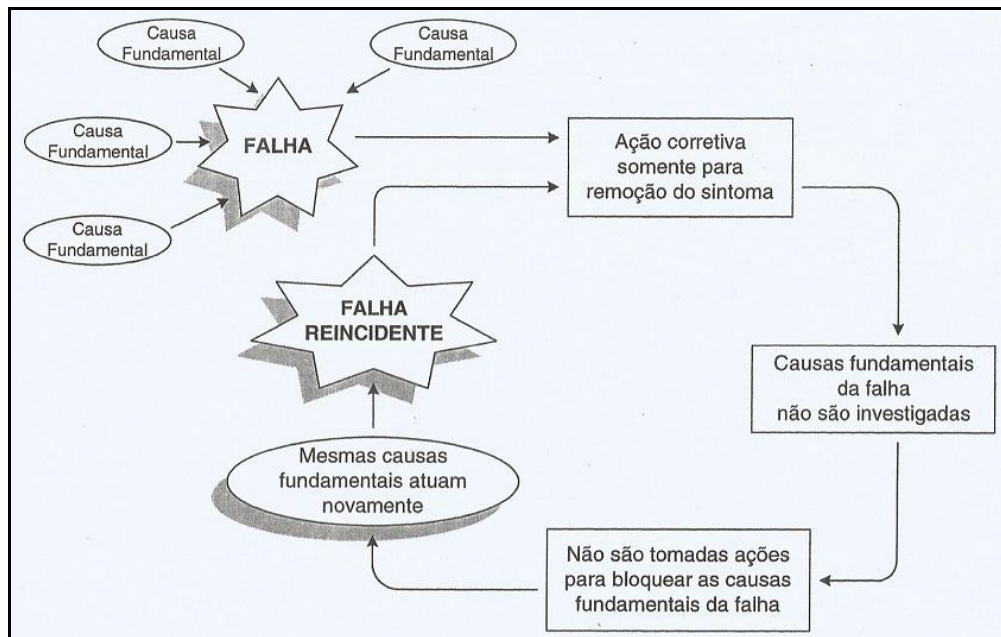 Causa
Fundamental
Causa
Fundamental
Causa
Fundamental
Causa
Fundamental
FALHA
Ação corretiva
somente para
remoção do sintoma
FALHA
REINCIDENTE
Causas fundamentais
da falha
não são investigadas
Mesmas causas
fundamentais atuam
novamente
Não são tomadas ações
para bloquear as causas
fundamentais da falha